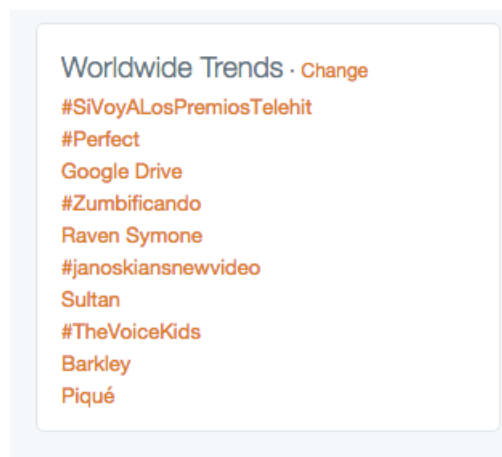 Worldwide Trends · Change
#SiVoyALosPremiosTelehit
#Perfect
Google Drive
#Zumbificando
Raven Symone
#janoskiansnewvideo
Sultan
#TheVoiceKids
Barkley
Piqué